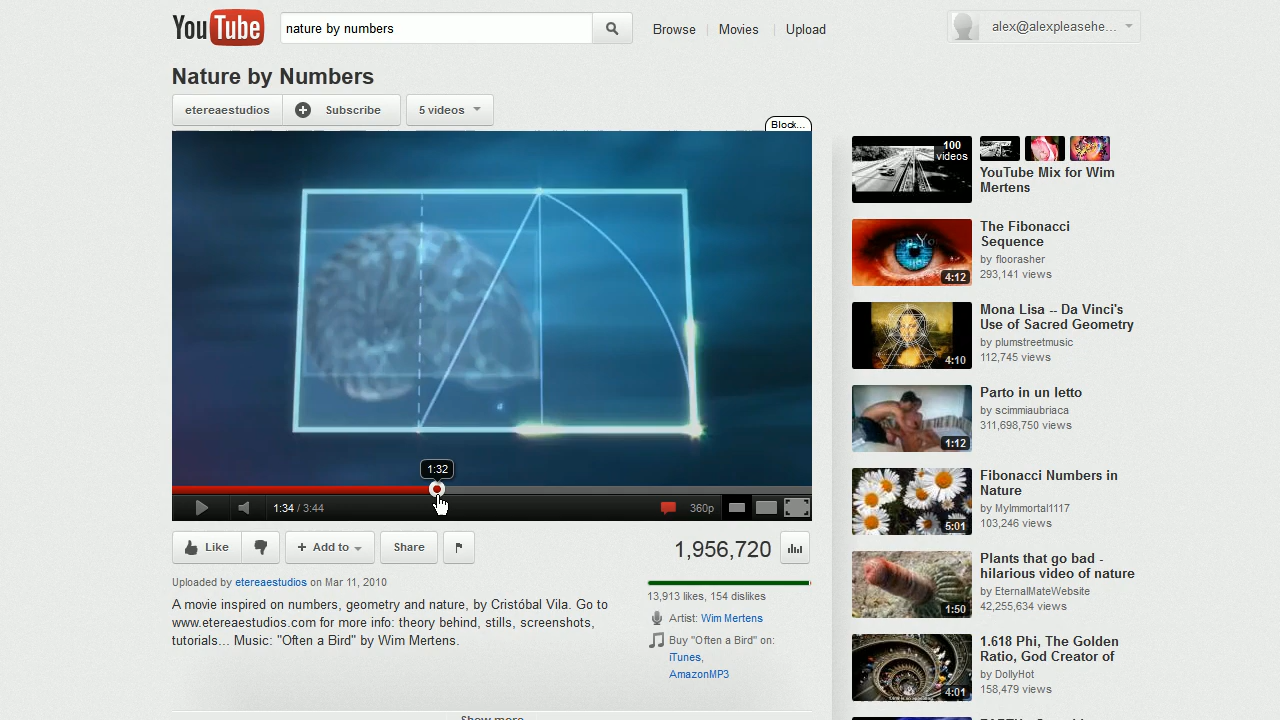 YouTube
nature by numbers
Browse
Movies
Upload
alex@alexpleasehe...
Nature by Numbers
etereaestudios
Subscribe
5 videos
Block...
1:32
1:34 / 3:44
360p
Like
Add to
Share
1,956,720
Uploaded by etereaestudios on Mar 11, 2010
A movie inspired on numbers, geometry and nature, by Cristóbal Vila. Go to
www.etereaestudios.com for more info: theory behind, stills, screenshots,
tutorials... Music: "Often a Bird" by Wim Mertens.
13,913 likes, 154 dislikes
Artist: Wim Mertens
Buy "Often a Bird" on:
iTunes,
AmazonMP3
Show more
100
videos
YouTube Mix for Wim
Mertens
4:12
The Fibonacci
Sequence
by floorasher
293,141 views
4:10
Mona Lisa -- Da Vinci's
Use of Sacred Geometry
by plumstreetmusic
112,745 views
1:12
Parto in un letto
by scimmiaubriaca
311,698,750 views
5:01
Fibonacci Numbers in
Nature
by MyImmortal1117
103,246 views
1:50
Plants that go bad -
hilarious video of nature
by EternalMateWebsite
42,255,634 views
4:01
1.618 Phi, The Golden
Ratio, God Creator of
by DollyHot
158,479 views